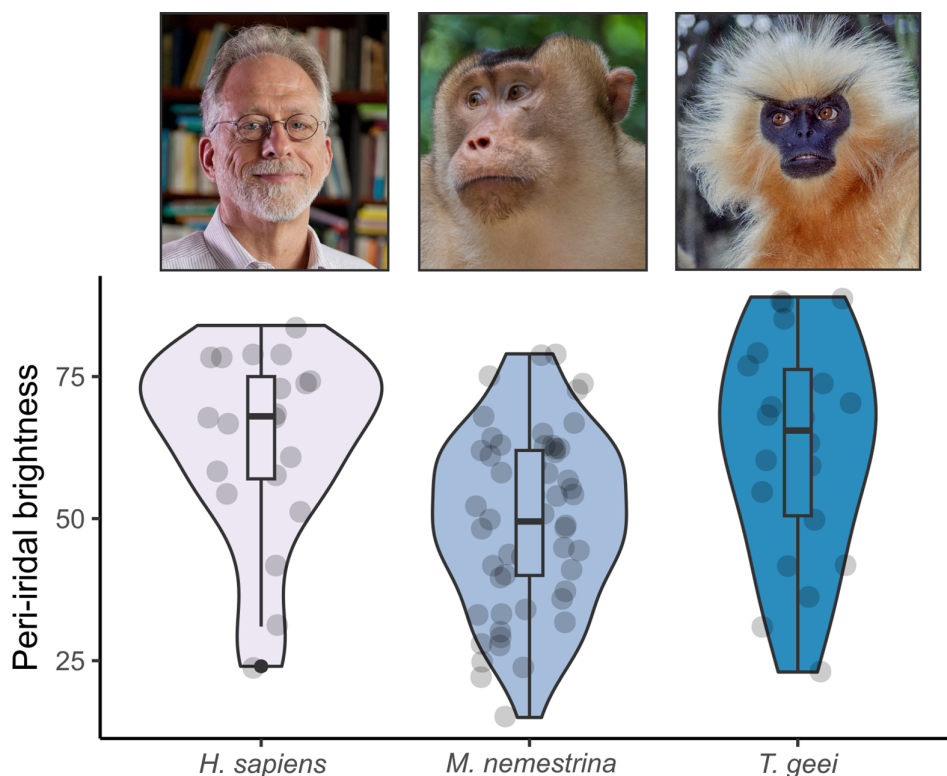 Peri-iridal brightness
75
50
25
H. sapiens
M. nemestrina
T. geei